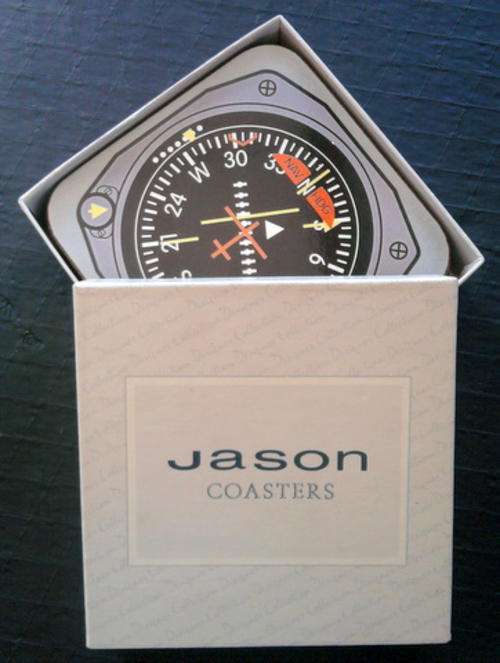 W 30 33 N
24
21
6
NAV
HDG
Jason
COASTERS